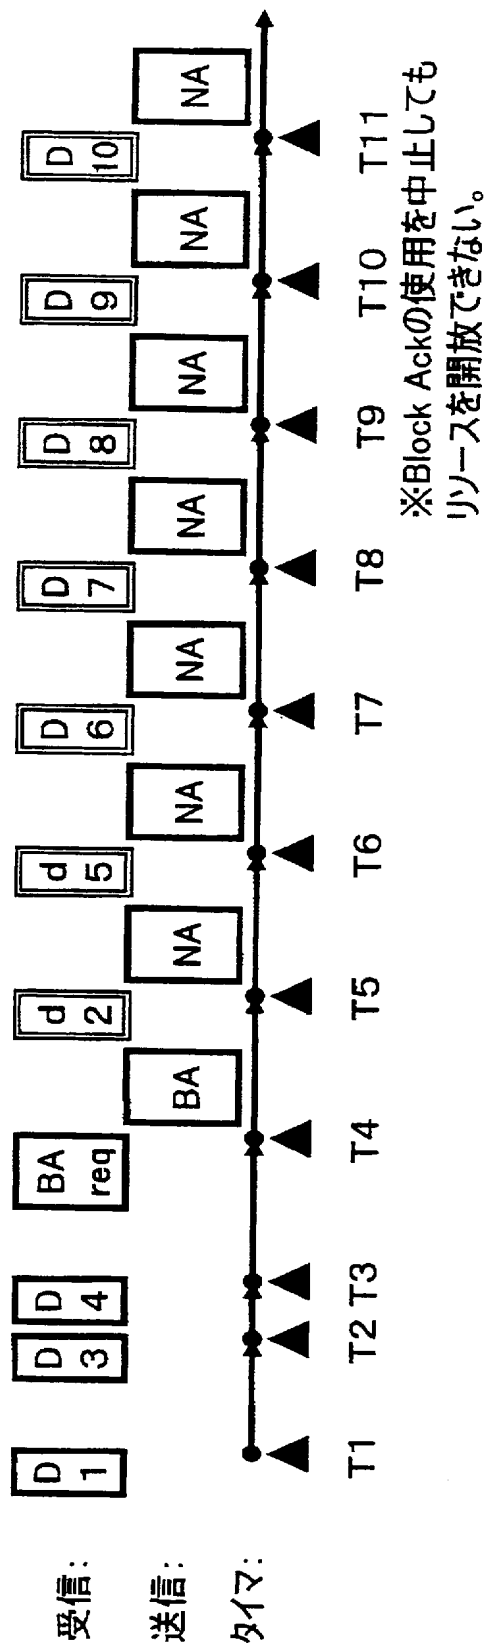 受信:
D 1
D 3
D 4
BA req
d 2
d 5
D 6
D 7
D 8
D 9
D 10
送信:
BA
NA
NA
NA
NA
NA
NA
NA
タイマ:
T1
T2
T3
T4
T5
T6
T7
T8
T9
T10
T11
※Block Ackの使用を中止しても
リソースを開放できない。